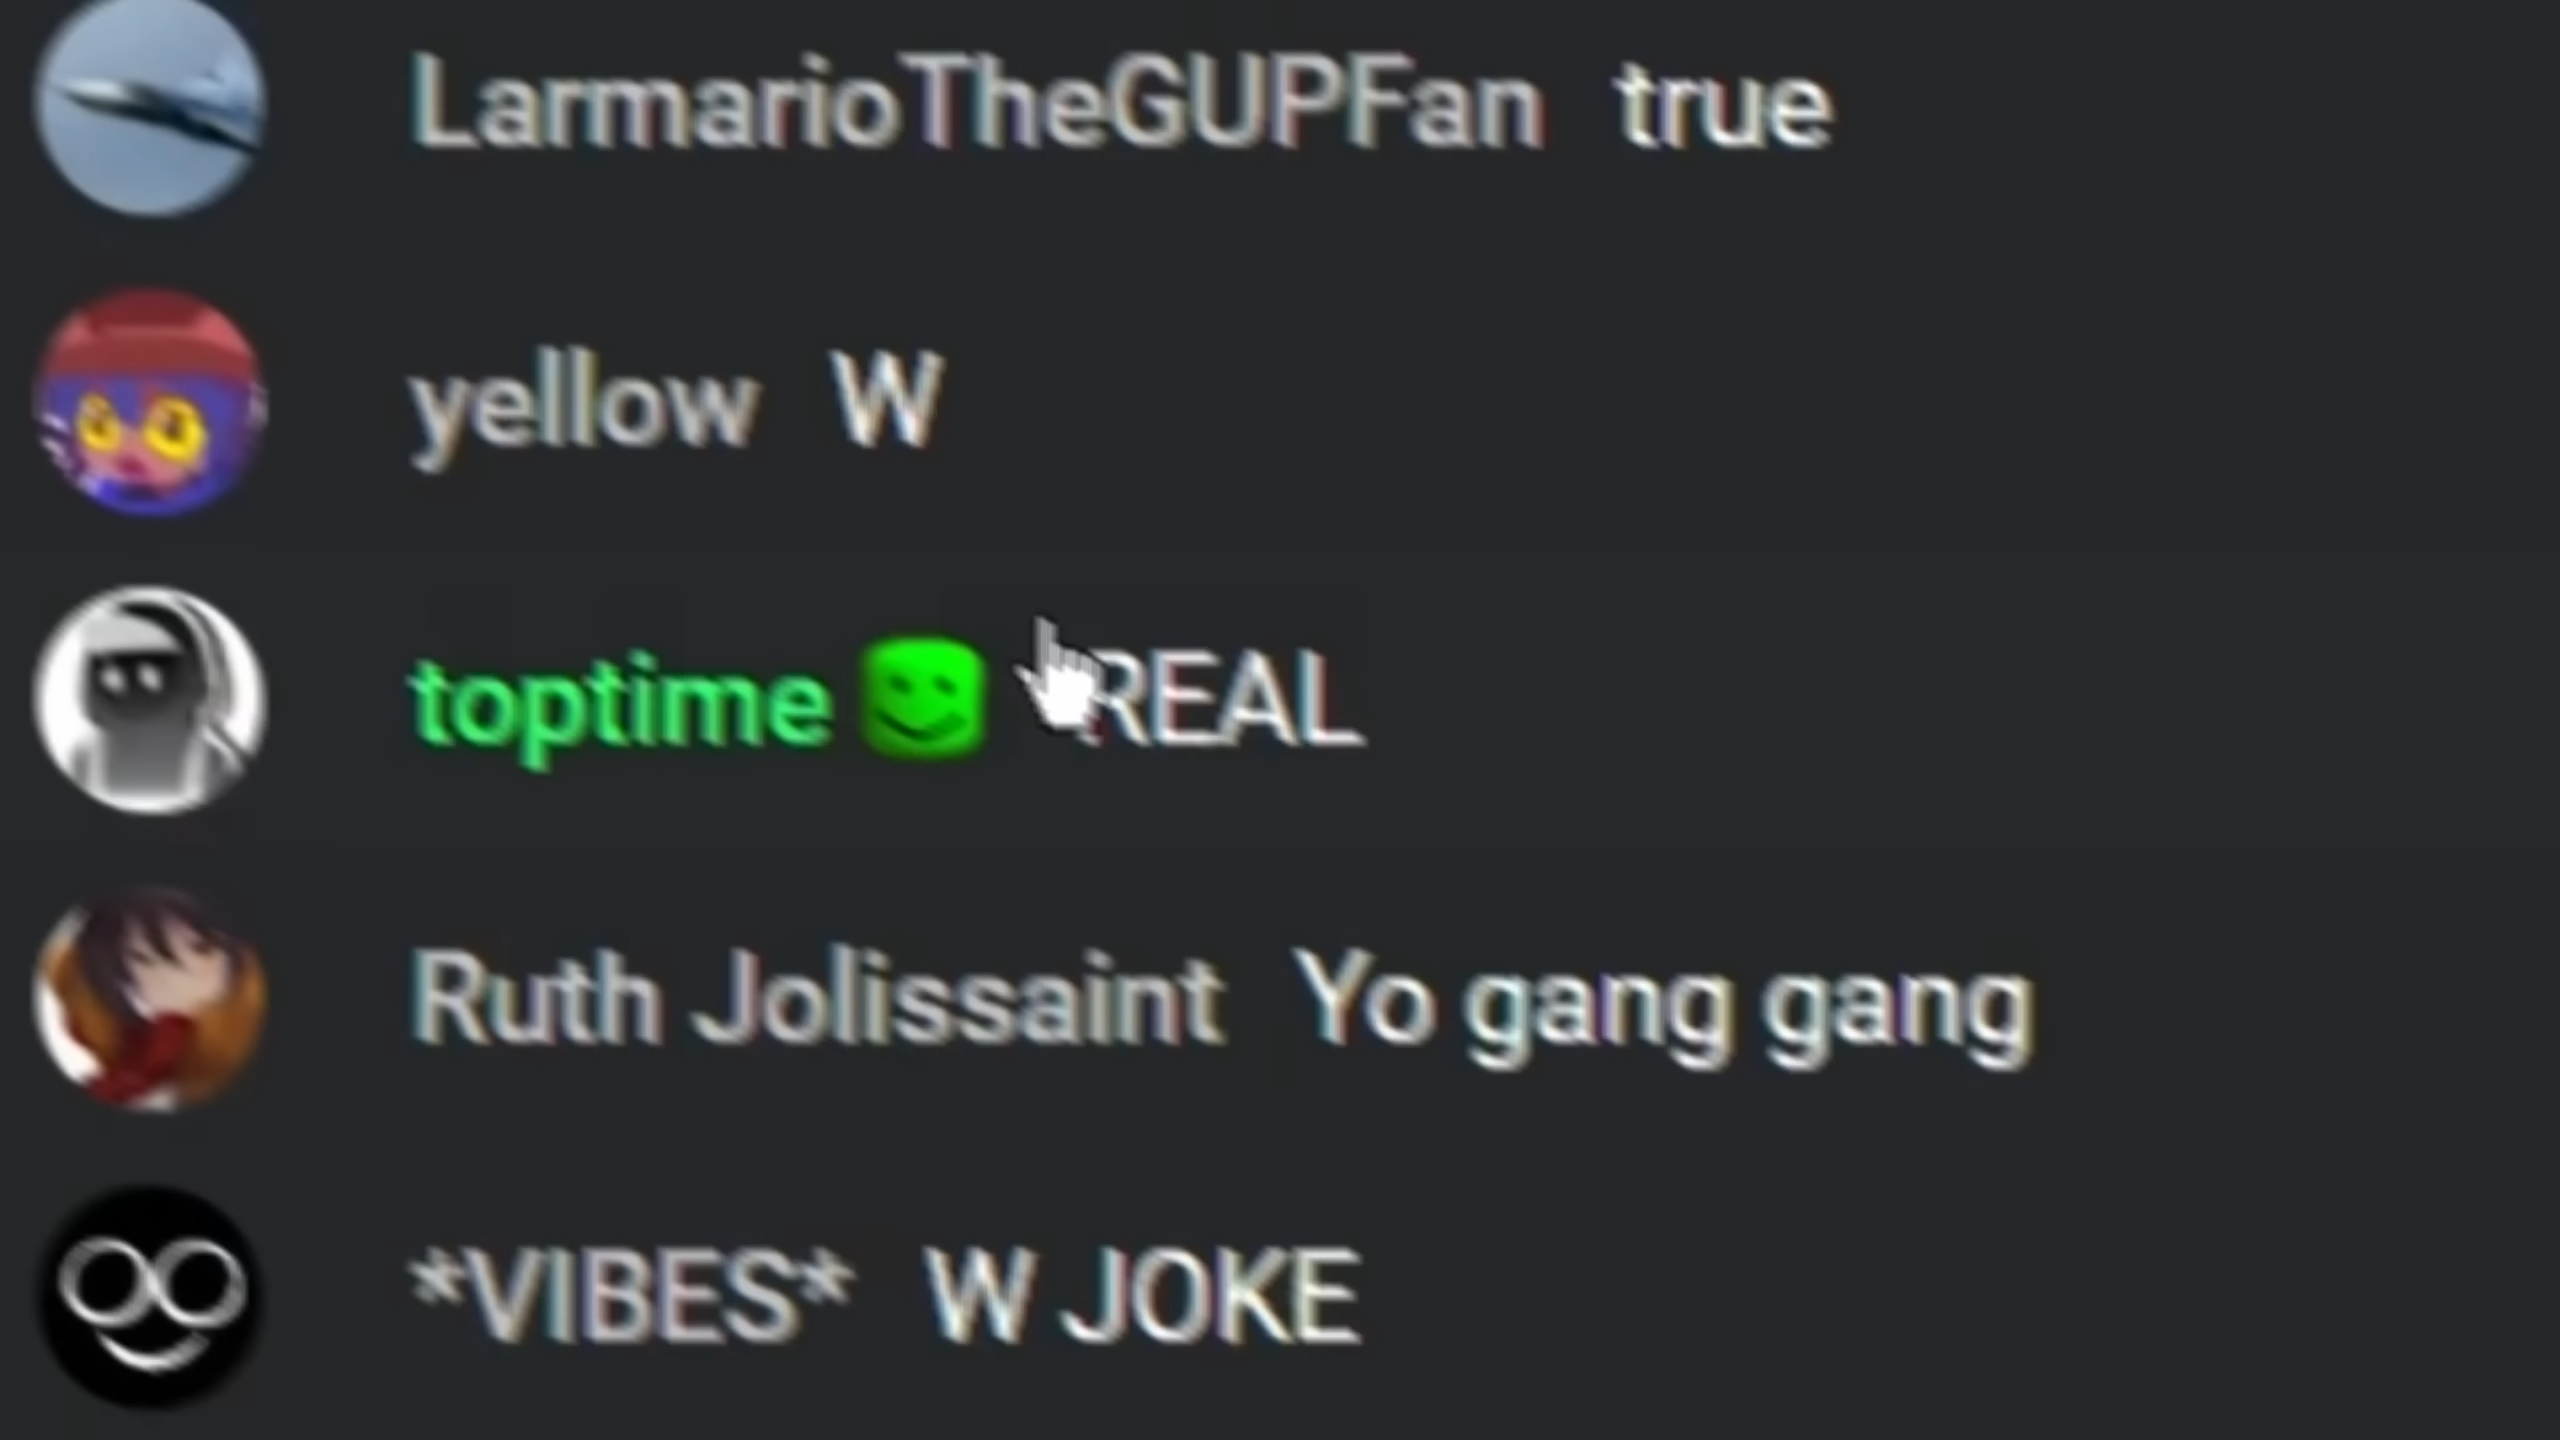 LarmarioTheGUPFan true
yellow W
toptime REAL
Ruth Jolissaint Yo gang gang
*VIBES* W JOKE